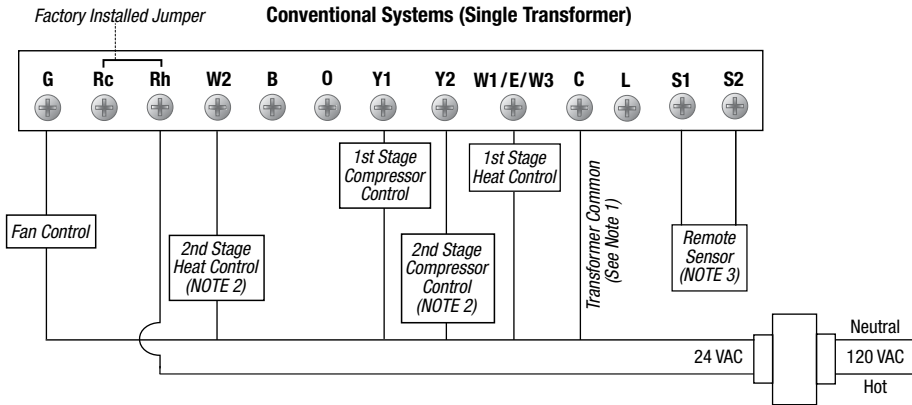 Factory Installed Jumper
Conventional Systems (Single Transformer)
G Rc Rh W2 B O Y1 Y2 W1/E/W3 C L S1 S2
1st Stage
Compressor
Control
1st Stage
Heat Control
Transformer Common
(See Note 1)
Fan Control
2nd Stage
Heat Control
(NOTE 2)
2nd Stage
Compressor
Control
(NOTE 2)
Remote
Sensor
(NOTE 3)
24 VAC
Neutral
120 VAC
Hot